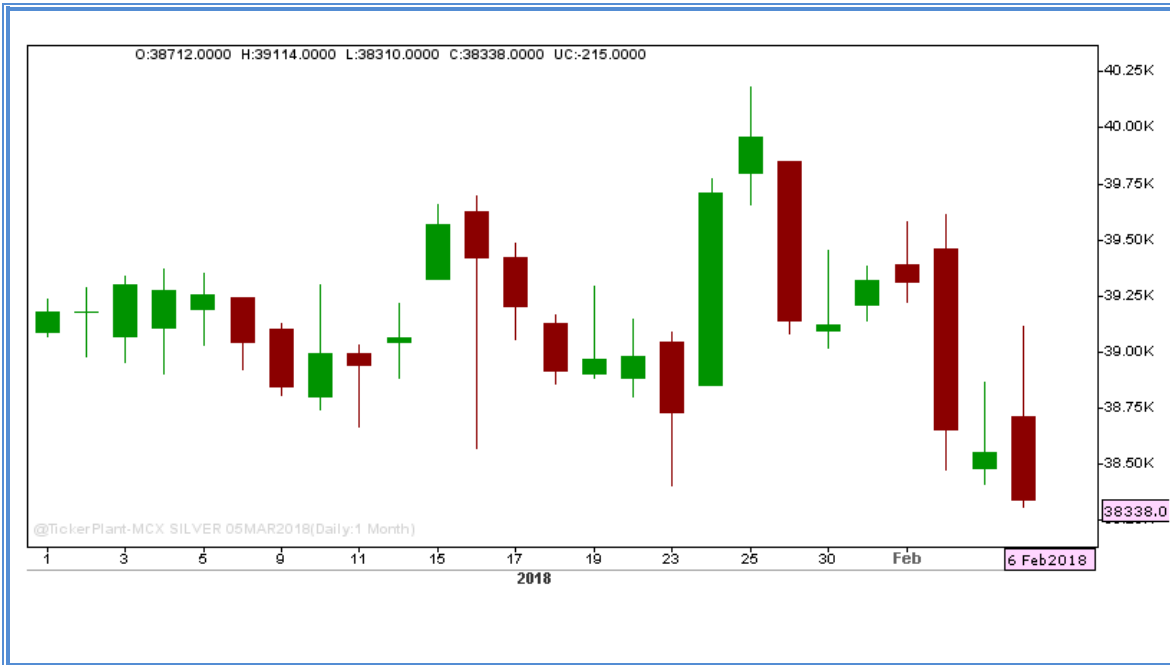 O:38712.0000 H:39114.0000 L:38310.0000 C:38338.0000 UC:-215.0000
40.25K
40.00K
39.75K
39.50K
39.25K
39.00K
38.75K
38.50K
38338.0
@TickerPlant-MCX SILVER 05MAR2018(Daily:1 Month)
1 3 5 9 11 15 17 19 23 25 30 Feb 6 Feb2018
2018